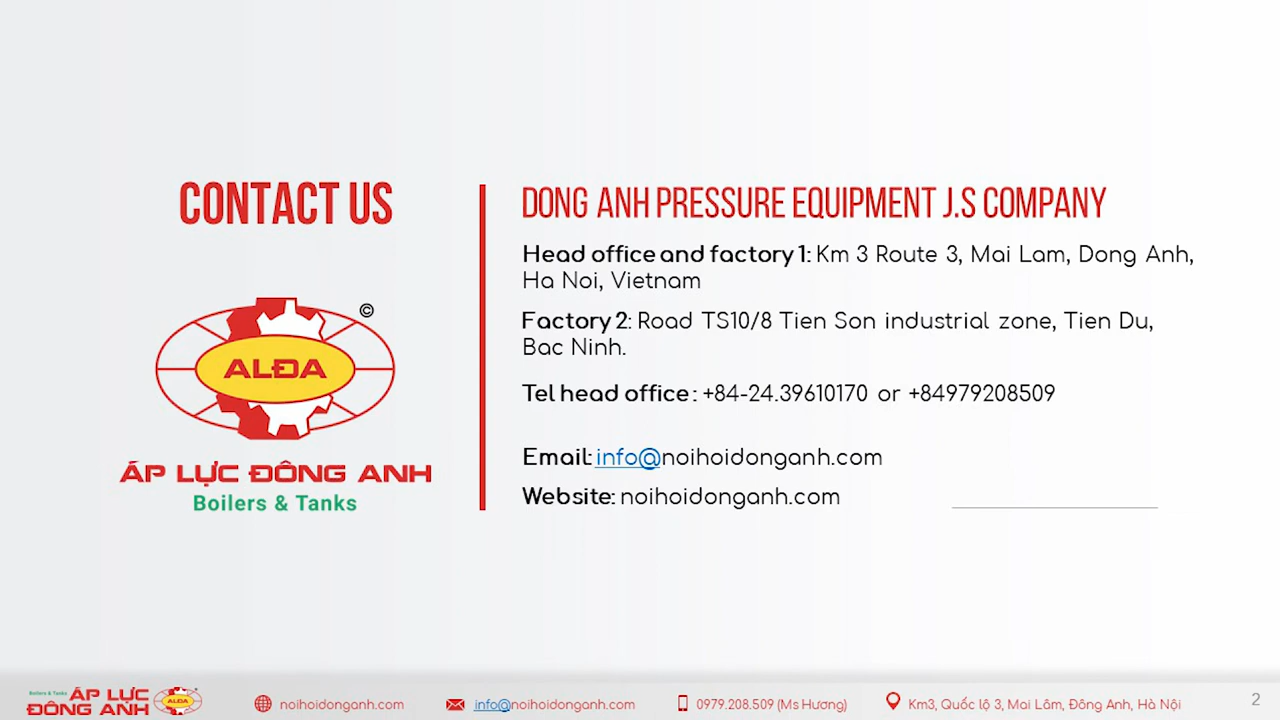 CONTACT US
©
ALĐA
ÁP LỰC ĐÔNG ANH
Boilers & Tanks
DONG ANH PRESSURE EQUIPMENT J.S COMPANY
Head office and factory 1: Km 3 Route 3, Mai Lam, Dong Anh,
Ha Noi, Vietnam
Factory 2: Road TS10/8 Tien Son industrial zone, Tien Du,
Bac Ninh.
Tel head office : +84-24.39610170 or +84979208509
Email: info@noihoidonganh.com
Website: noihoidonganh.com
Boilers & Tanks ÁP LỰC
ĐÔNG ANH
ALĐA
noihoidonganh.com
info@noihoidonganh.com
0979.208.509 (Ms Hương)
Km3, Quốc lộ 3, Mai Lâm, Đông Anh, Hà Nội
2